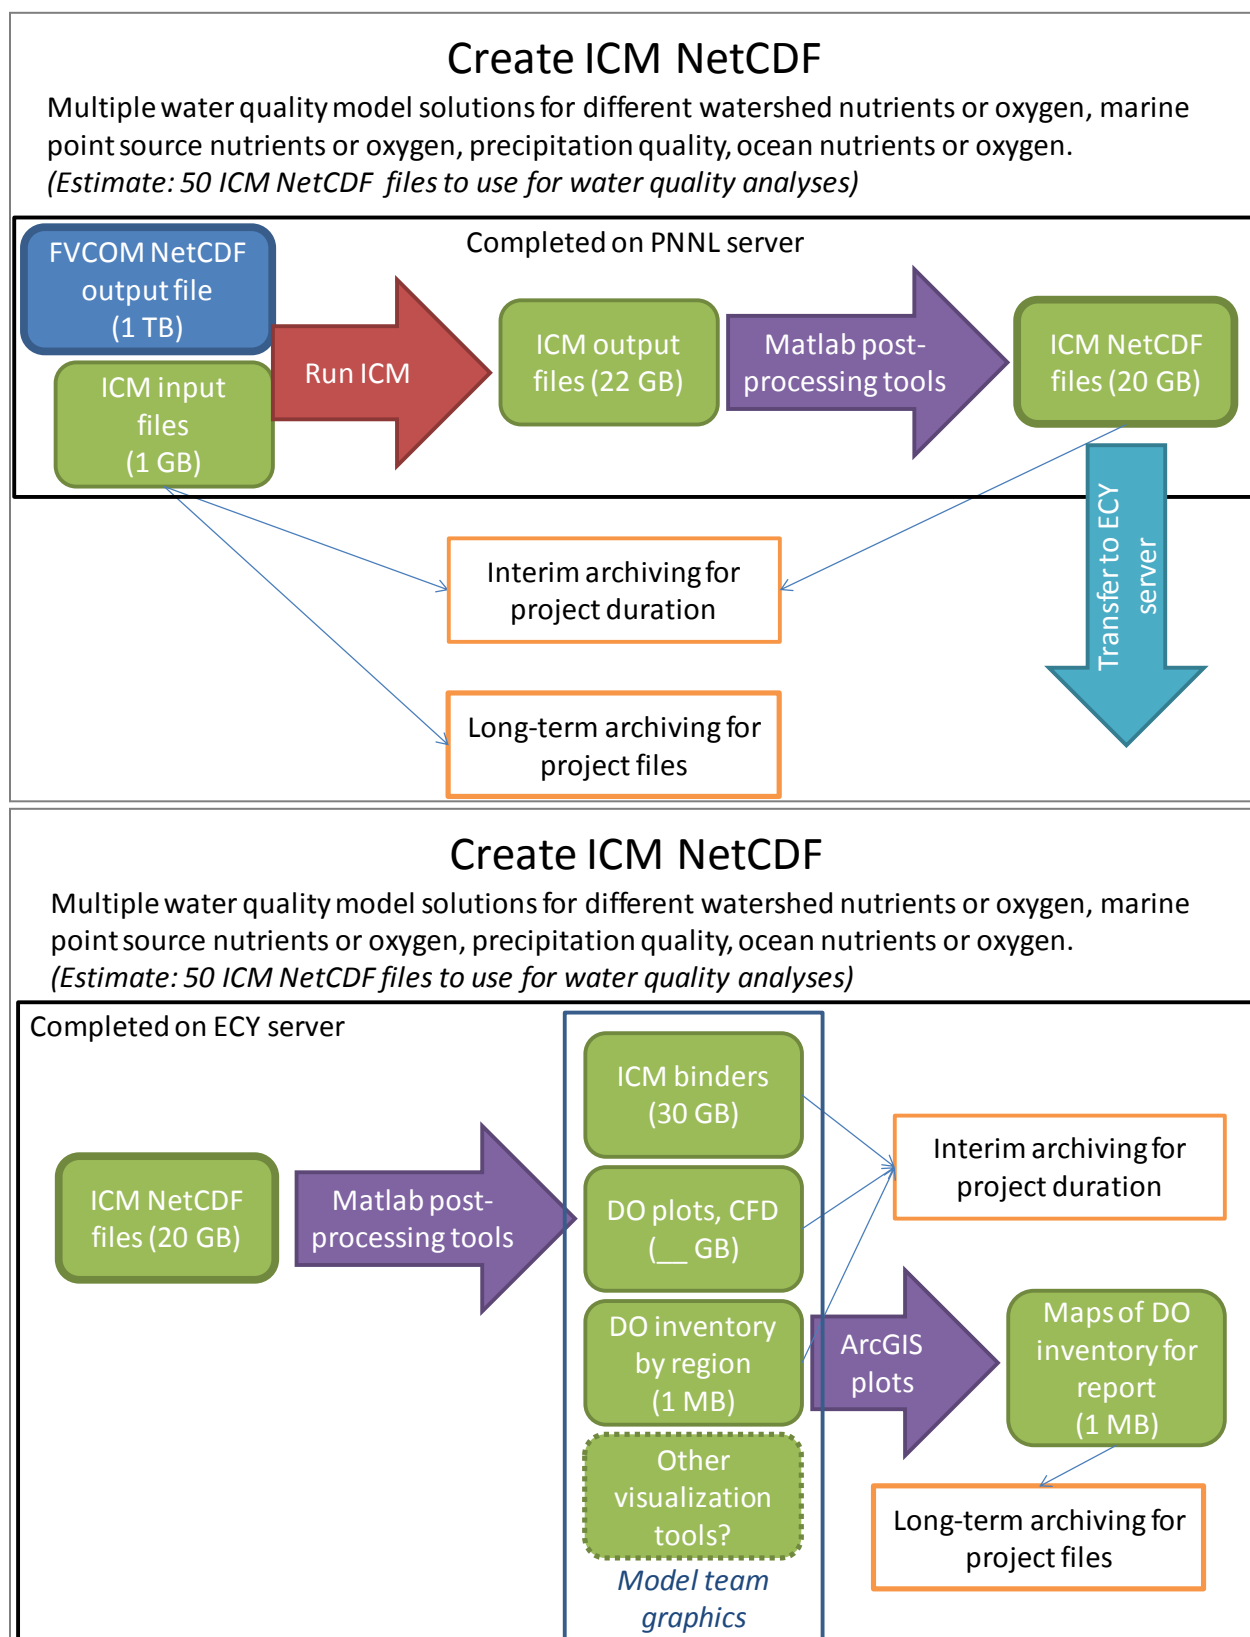 Create ICM NetCDF
Multiple water quality model solutions for different watershed nutrients or oxygen, marine
point source nutrients or oxygen, precipitation quality, ocean nutrients or oxygen.
(Estimate: 50 ICM NetCDF files to use for water quality analyses)
Completed on PNNL server
FVCOM NetCDF
output file
(1 TB)
ICM input
files
(1 GB)
Run ICM
ICM output
files (22 GB)
Matlab post-
processing tools
ICM NetCDF
files (20 GB)
Transfer to ECY
server
Interim archiving for
project duration
Long-term archiving for
project files
Create ICM NetCDF
Multiple water quality model solutions for different watershed nutrients or oxygen, marine
point source nutrients or oxygen, precipitation quality, ocean nutrients or oxygen.
(Estimate: 50 ICM NetCDF files to use for water quality analyses)
Completed on ECY server
ICM NetCDF
files (20 GB)
Matlab post-
processing tools
ICM binders
(30 GB)
DO plots, CFD
(__ GB)
DO inventory
by region
(1 MB)
Other
visualization
tools?
Model team
graphics
Interim archiving for
project duration
ArcGIS
plots
Maps of DO
inventory for
report
(1 MB)
Long-term archiving for
project files